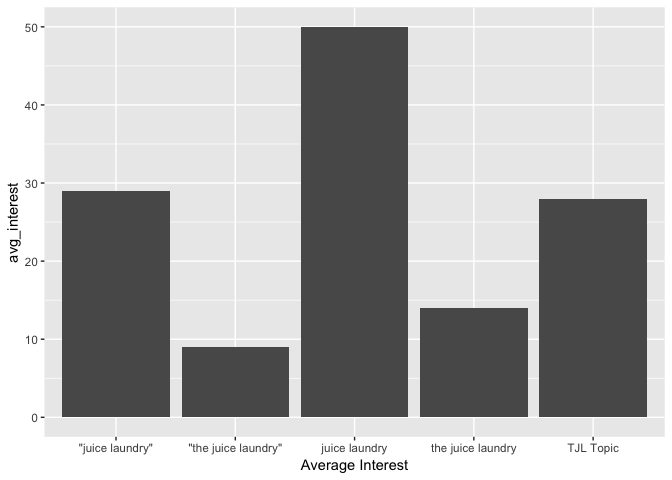 50
40
30
20
10
0
avg_interest
"juice laundry" "the juice laundry" juice laundry the juice laundry TJL Topic
Average Interest